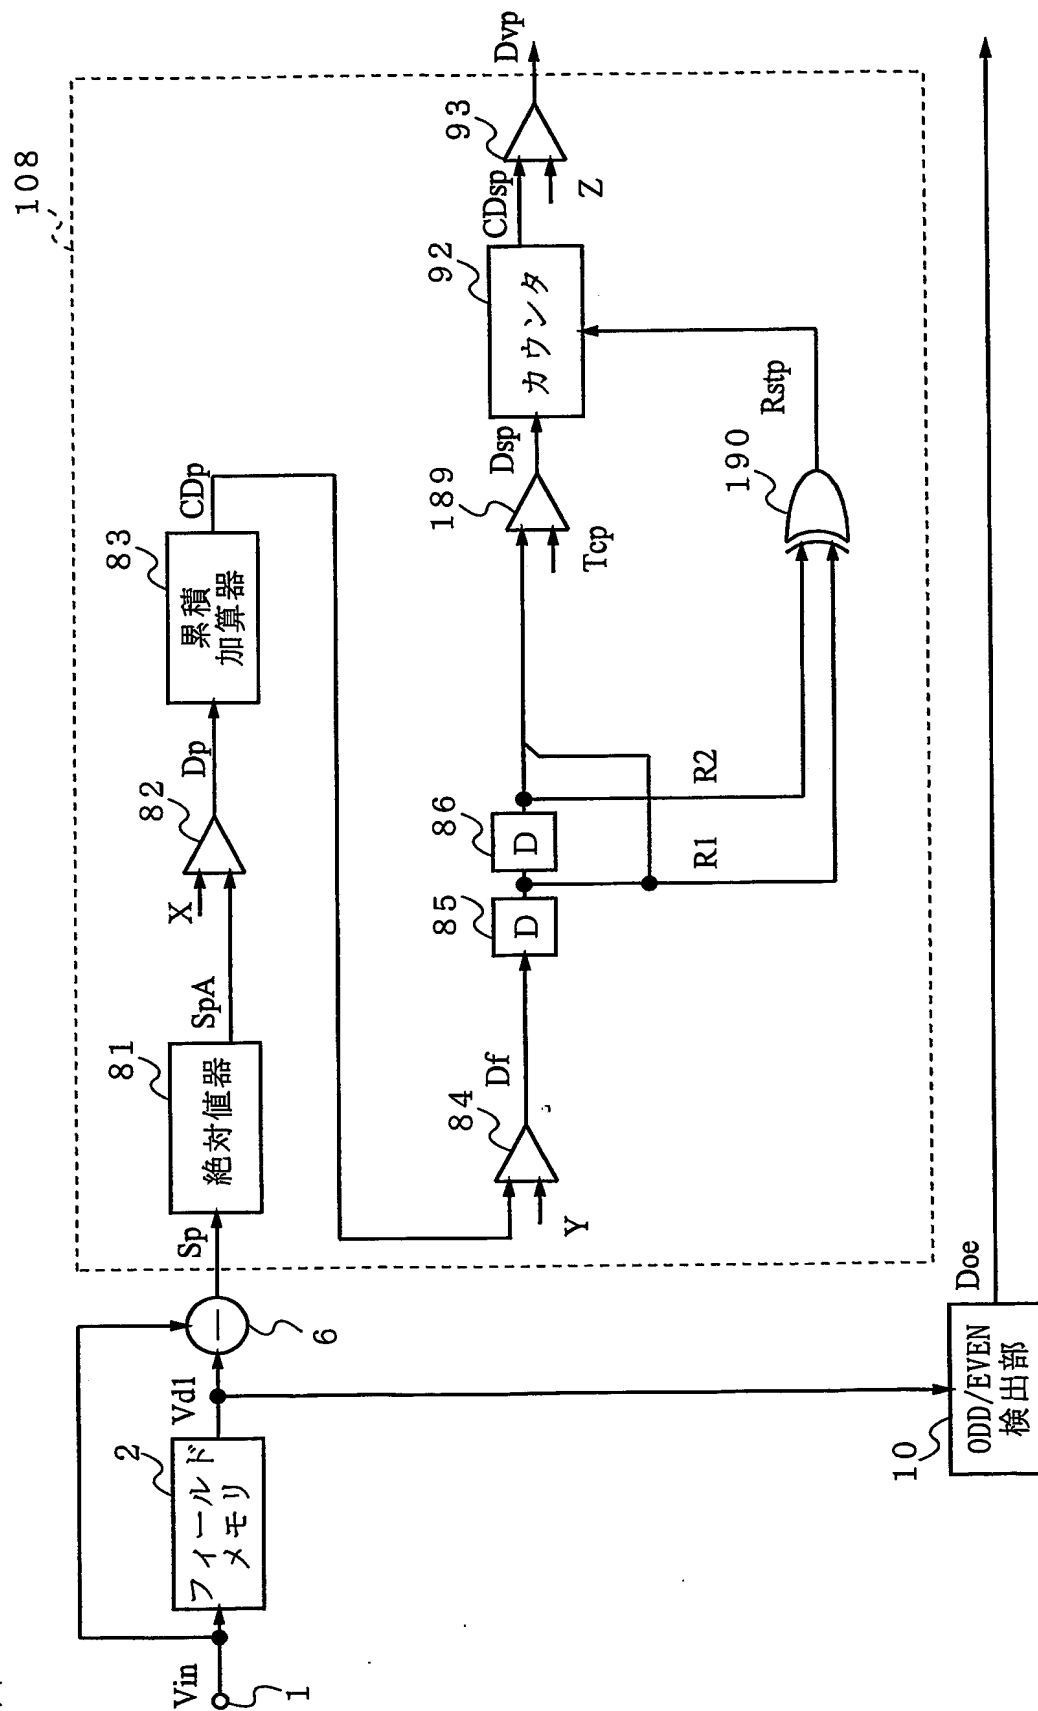 108
Vin
1
フィールド
メモリ
2
Vd1
6
Sp
絶対値器
81
SpA
X
82
Dp
累積
加算器
83
CDp
Y
84
Df
D
85
D
86
R1
R2
Tcp
189
Dsp
カウンタ
92
CDsp
Z
93
Dvp
190
Rstp
ODD/EVEN
検出部
10
Doe